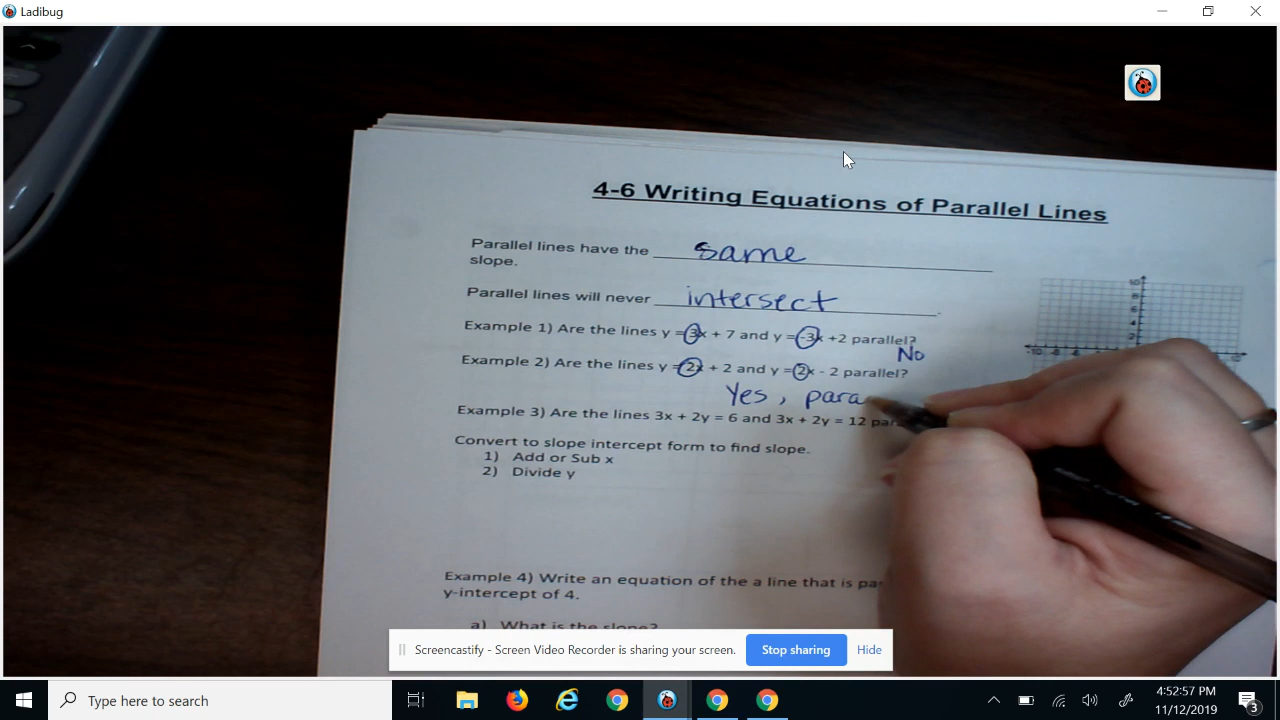 Ladibug
4-6 Writing Equations of Parallel Lines
Parallel lines have the same
slope.
Parallel lines will never intersect.
Example 1) Are the lines y = 3x + 7 and y = -3x +2 parallel?
No
Example 2) Are the lines y = 2x + 2 and y = 2x - 2 parallel?
Yes, para
Example 3) Are the lines 3x + 2y = 6 and 3x + 2y = 12
Convert to slope intercept form to find slope.
1) Add or Sub x
2) Divide y
Example 4) Write an equation of the a line that is
y-intercept of 4.
a) What is the slope?
Screencastify - Screen Video Recorder is sharing your screen.
Stop sharing
Hide
Type here to search
4:52:57 PM
11/12/2019
3